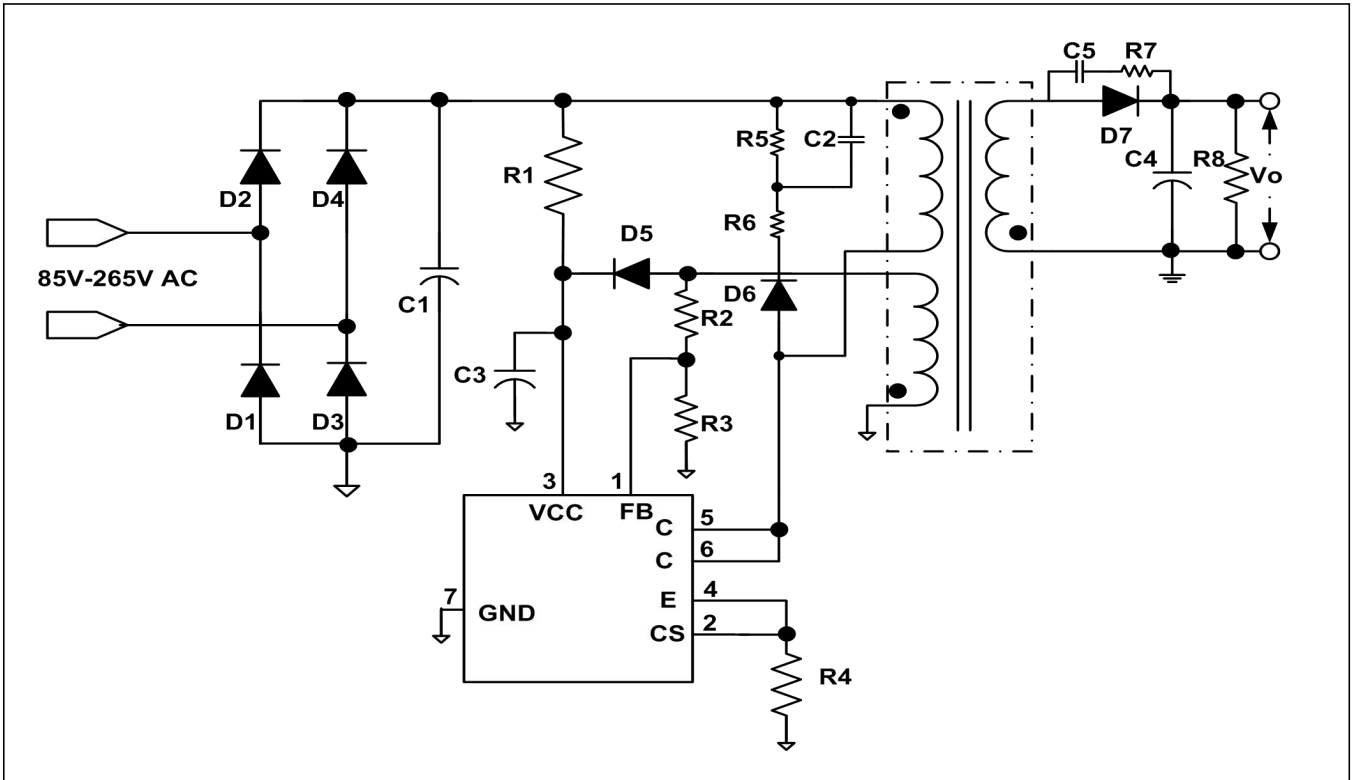 C5 R7
D7
R5 C2
C4 R8 Vo
R1
D2 D4
R6
D5
85V-265V AC
D6
C1
R2
C3
D1 D3
R3
3 1
VCC FB
C 5
C 6
7 E 4
GND
CS 2
R4